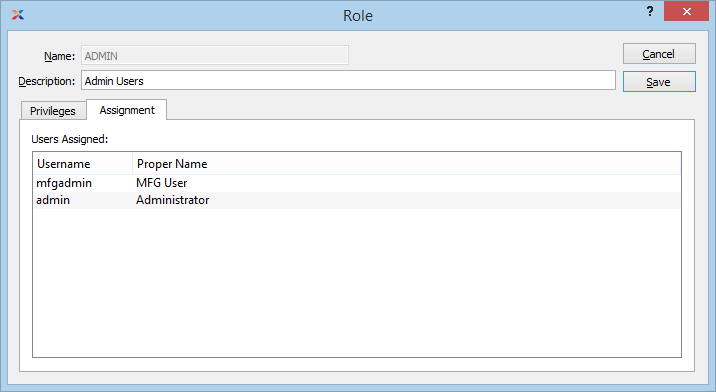 Role
?
Name: ADMIN
Cancel
Description: Admin Users
Save
Privileges Assignment
Users Assigned:
Username Proper Name
mfgadmin MFG User
admin Administrator